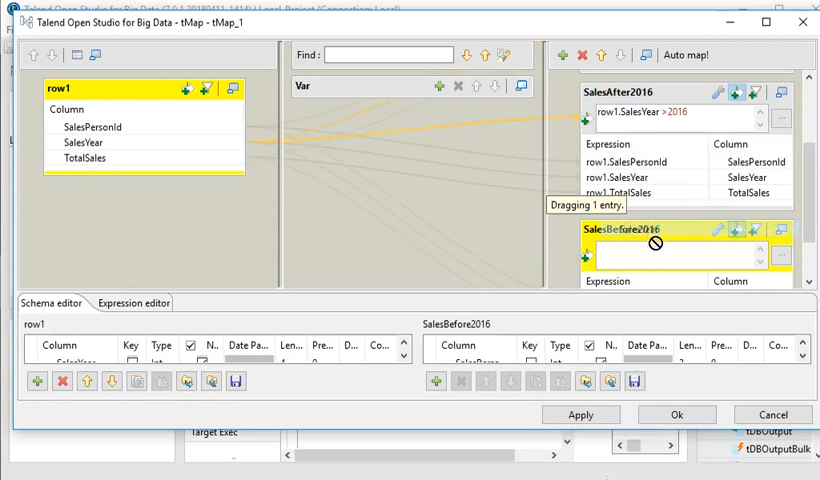 Talend Open Studio for Big Data (7.0.1.20180411_1414) | Local_Project (Connection: Local)
Talend Open Studio for Big Data - tMap - tMap_1
Find :
Auto map!
row1
Var
SalesAfter2016
Column
row1.SalesYear >2016
SalesPersonId
SalesYear
TotalSales
Expression Column
row1.SalesPersonId SalesPersonId
row1.SalesYear SalesYear
row1.TotalSales TotalSales
Dragging 1 entry.
SalesBefore2016
Expression Column
Schema editor Expression editor
row1 SalesBefore2016
Column Key Type N.. Date Pa... Len... Pre... D... Co...
Column Key Type N.. Date Pa... Len... Pre... D... Co...
Apply Ok Cancel
Target Exec
tDBOutput
tDBOutputBulk